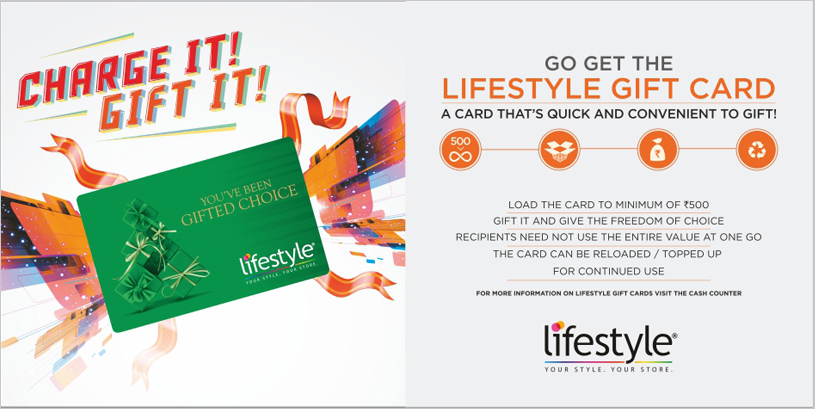 CHARGE IT!
GIFT IT!
YOU'VE BEEN
GIFTED CHOICE
lifestyle®
YOUR STYLE. YOUR STORE.
GO GET THE
LIFESTYLE GIFT CARD
A CARD THAT'S QUICK AND CONVENIENT TO GIFT!
500
₹
LOAD THE CARD TO MINIMUM OF ₹500
GIFT IT AND GIVE THE FREEDOM OF CHOICE
RECIPIENTS NEED NOT USE THE ENTIRE VALUE AT ONE GO
THE CARD CAN BE RELOADED / TOPPED UP
FOR CONTINUED USE
FOR MORE INFORMATION ON LIFESTYLE GIFT CARDS VISIT THE CASH COUNTER
lifestyle®
YOUR STYLE. YOUR STORE.